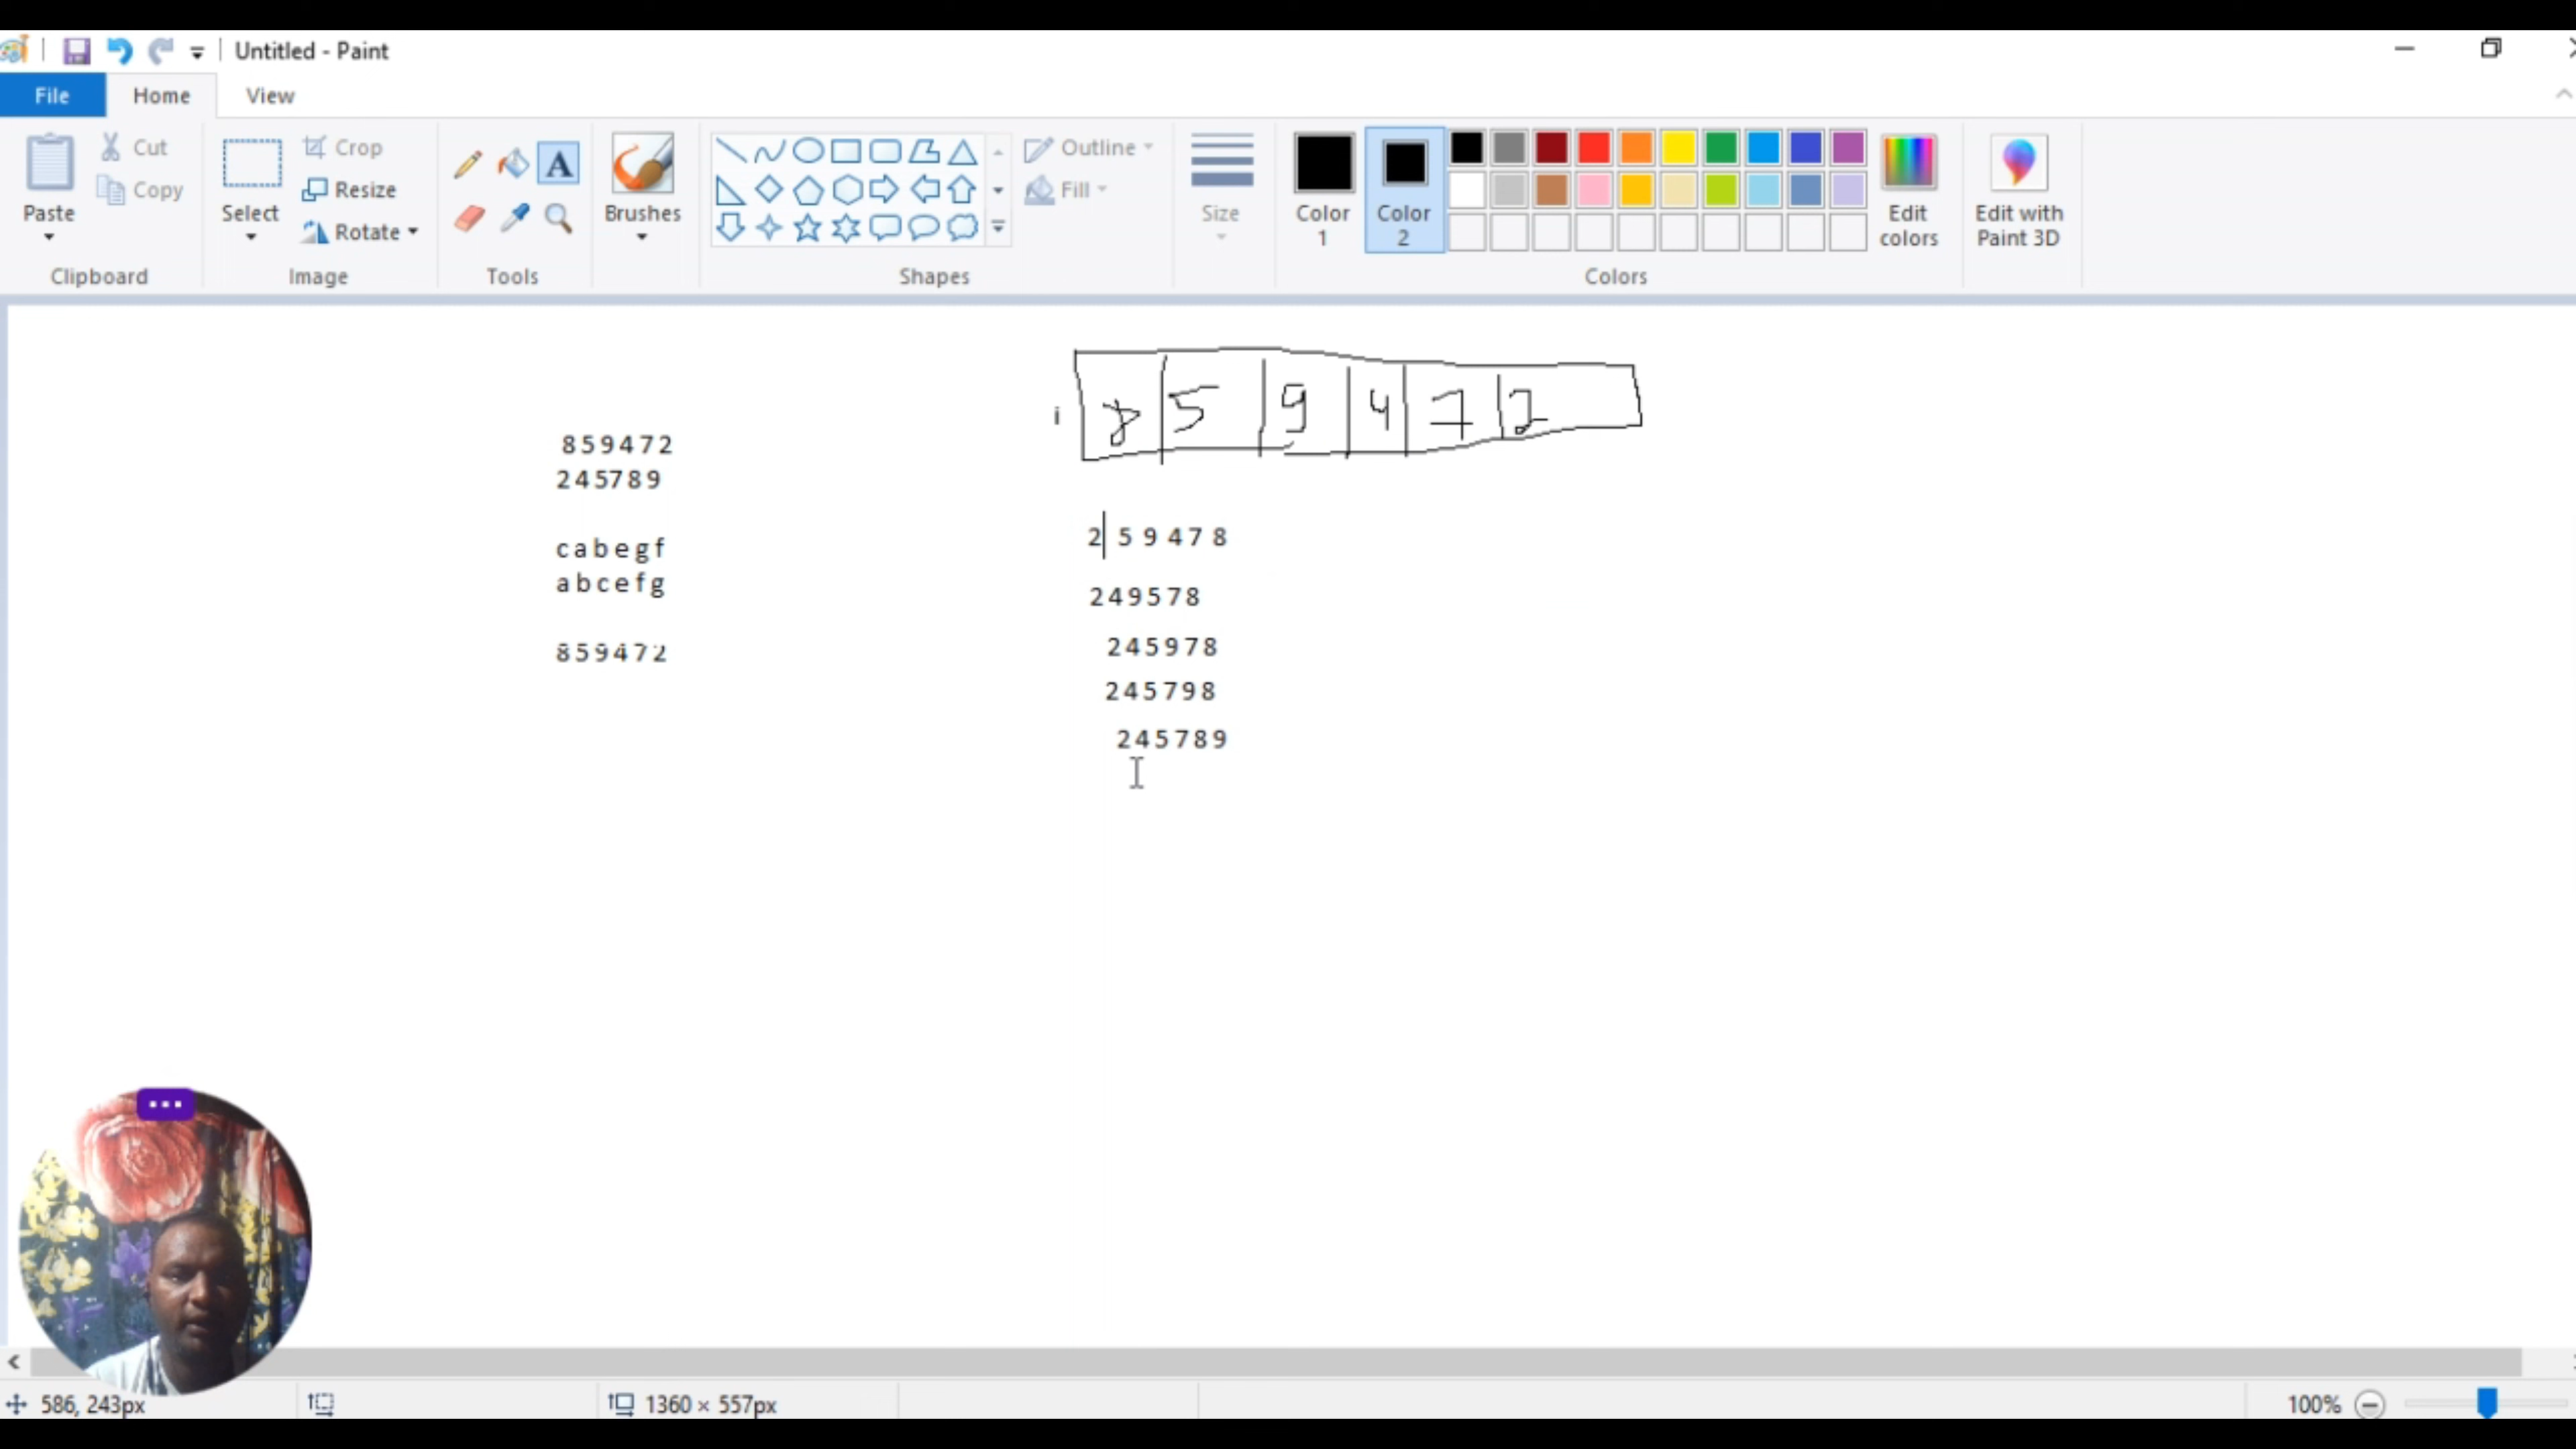 Untitled - Paint
File Home View
Cut
Copy
Paste
Clipboard
Crop
Resize
Rotate
Select
Image
A
Tools
Brushes
Outline
Fill
Shapes
Size
Color 1
Color 2
Edit colors
Edit with Paint 3D
Colors
i 8 5 9 4 7 2
8 5 9 4 7 2
2 4 5 7 8 9
c a b e g f
a b c e f g
8 5 9 4 7 2
2 5 9 4 7 8
2 4 9 5 7 8
2 4 5 9 7 8
2 4 5 7 9 8
2 4 5 7 8 9
586, 243px
1360 × 557px
100%